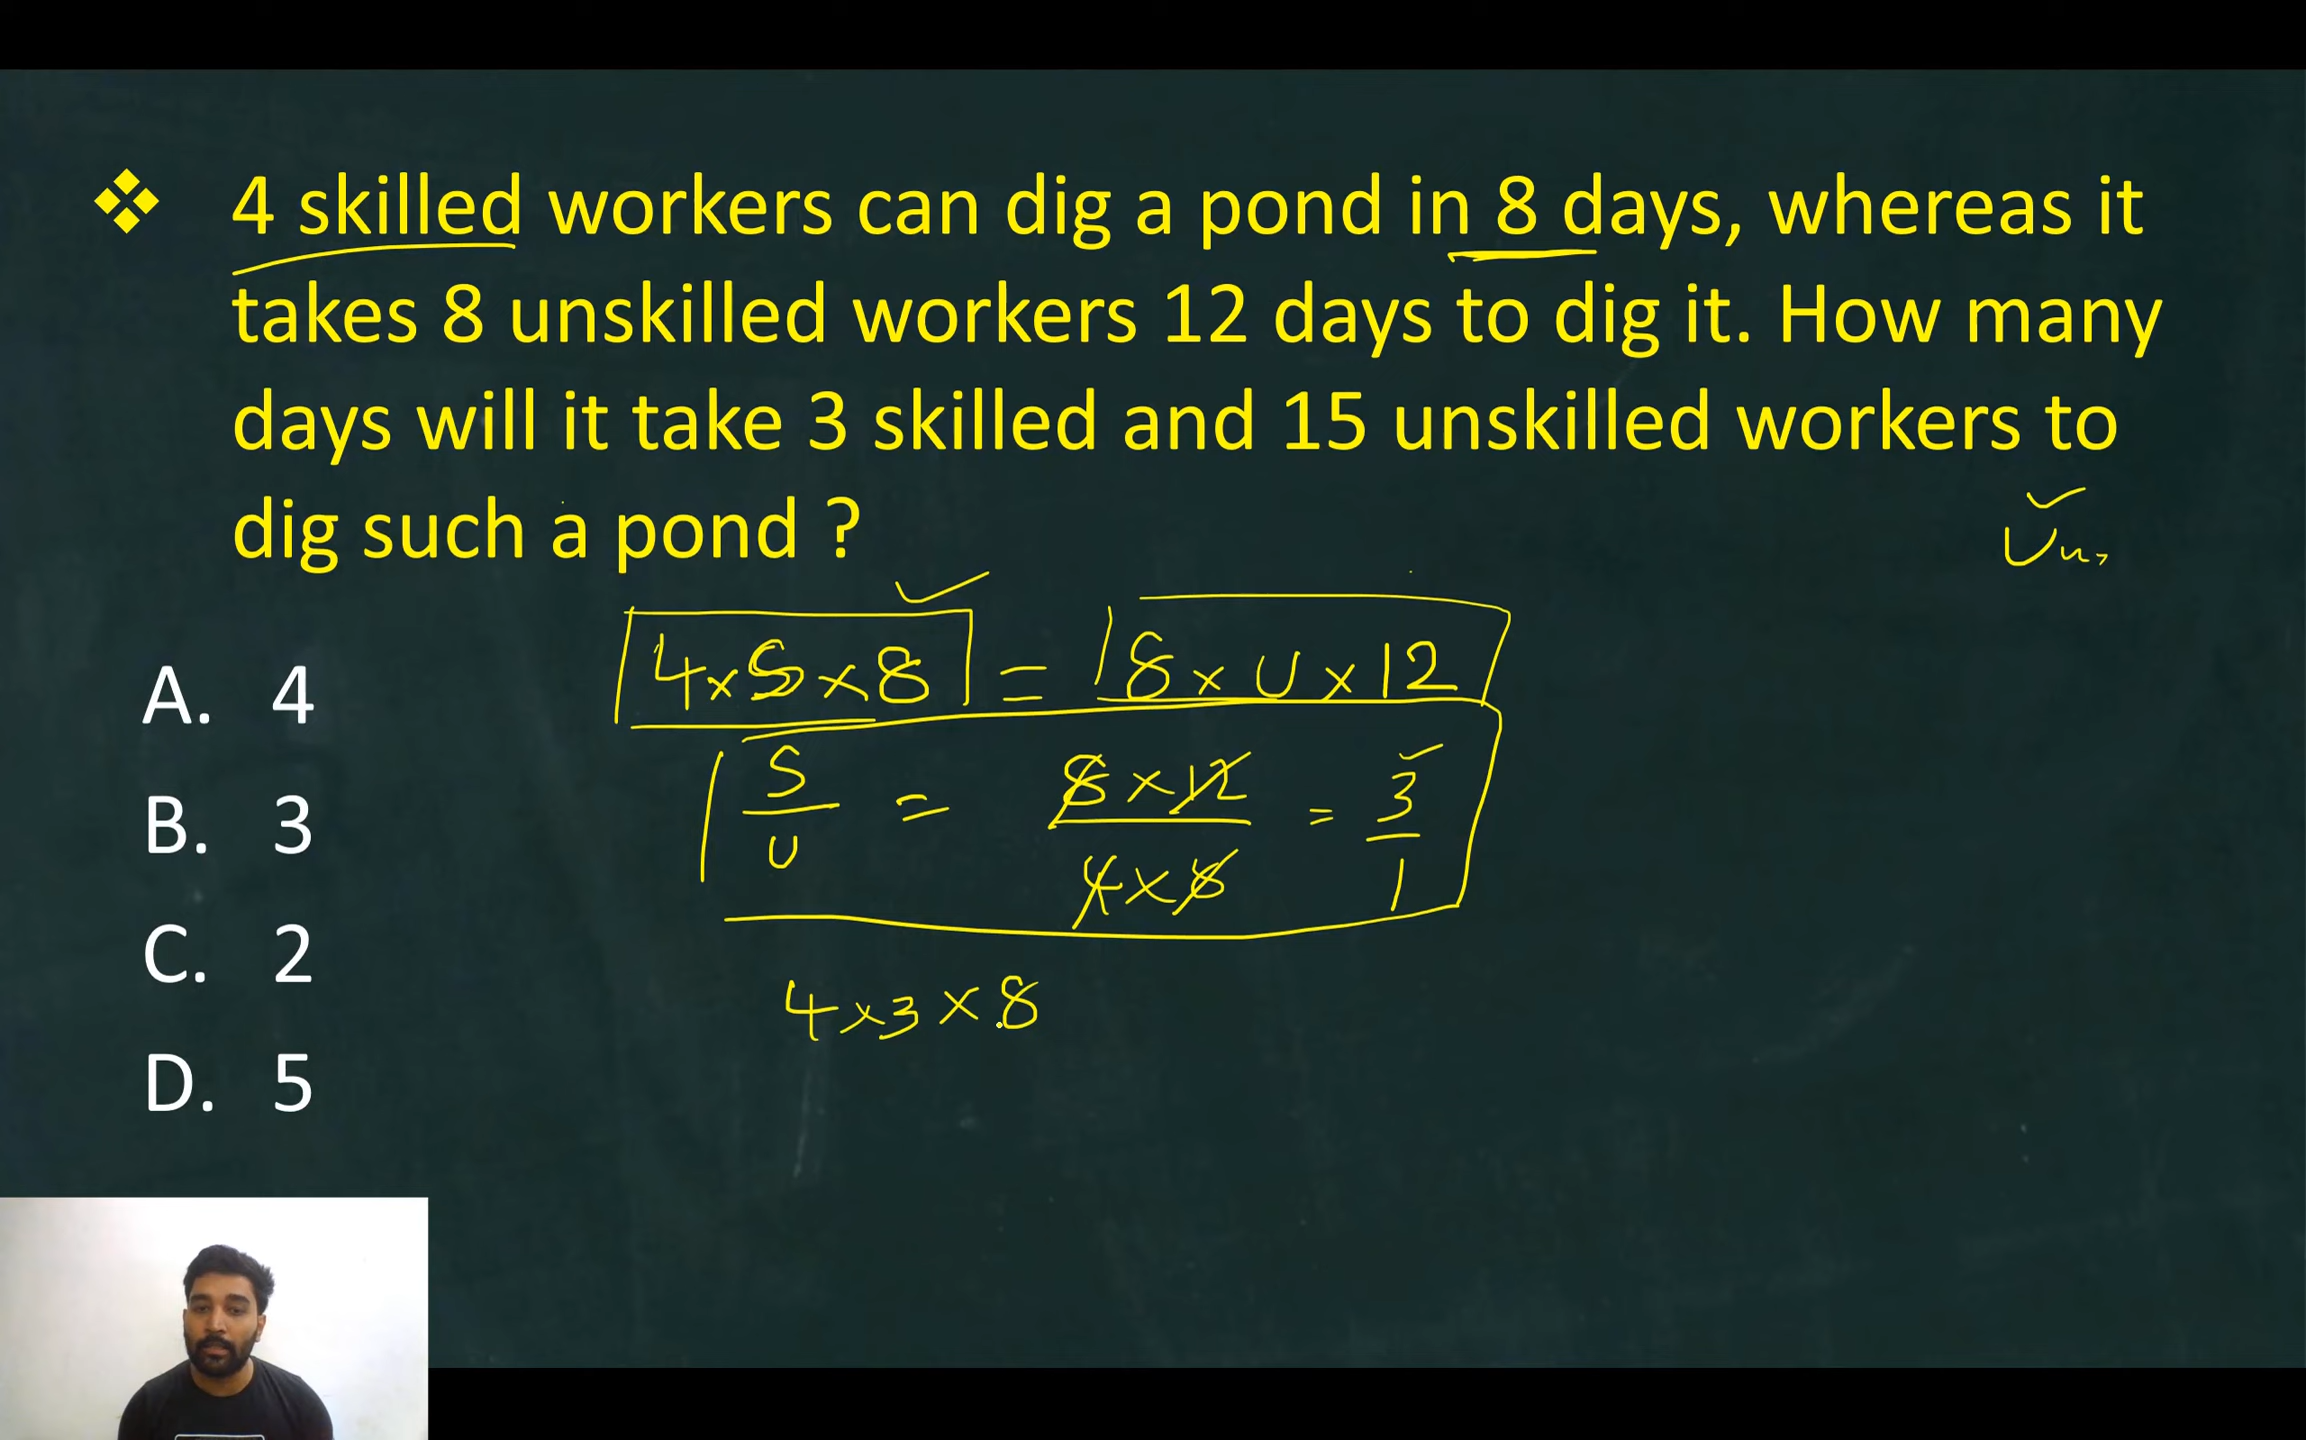 ❖ 4 skilled workers can dig a pond in 8 days, whereas it
takes 8 unskilled workers 12 days to dig it. How many
days will it take 3 skilled and 15 unskilled workers to
dig such a pond ?
4×S×8 = 8×U×12
A. 4
S/U = 8×12/4×8 = 3/1
B. 3
C. 2
4×3×8
D. 5